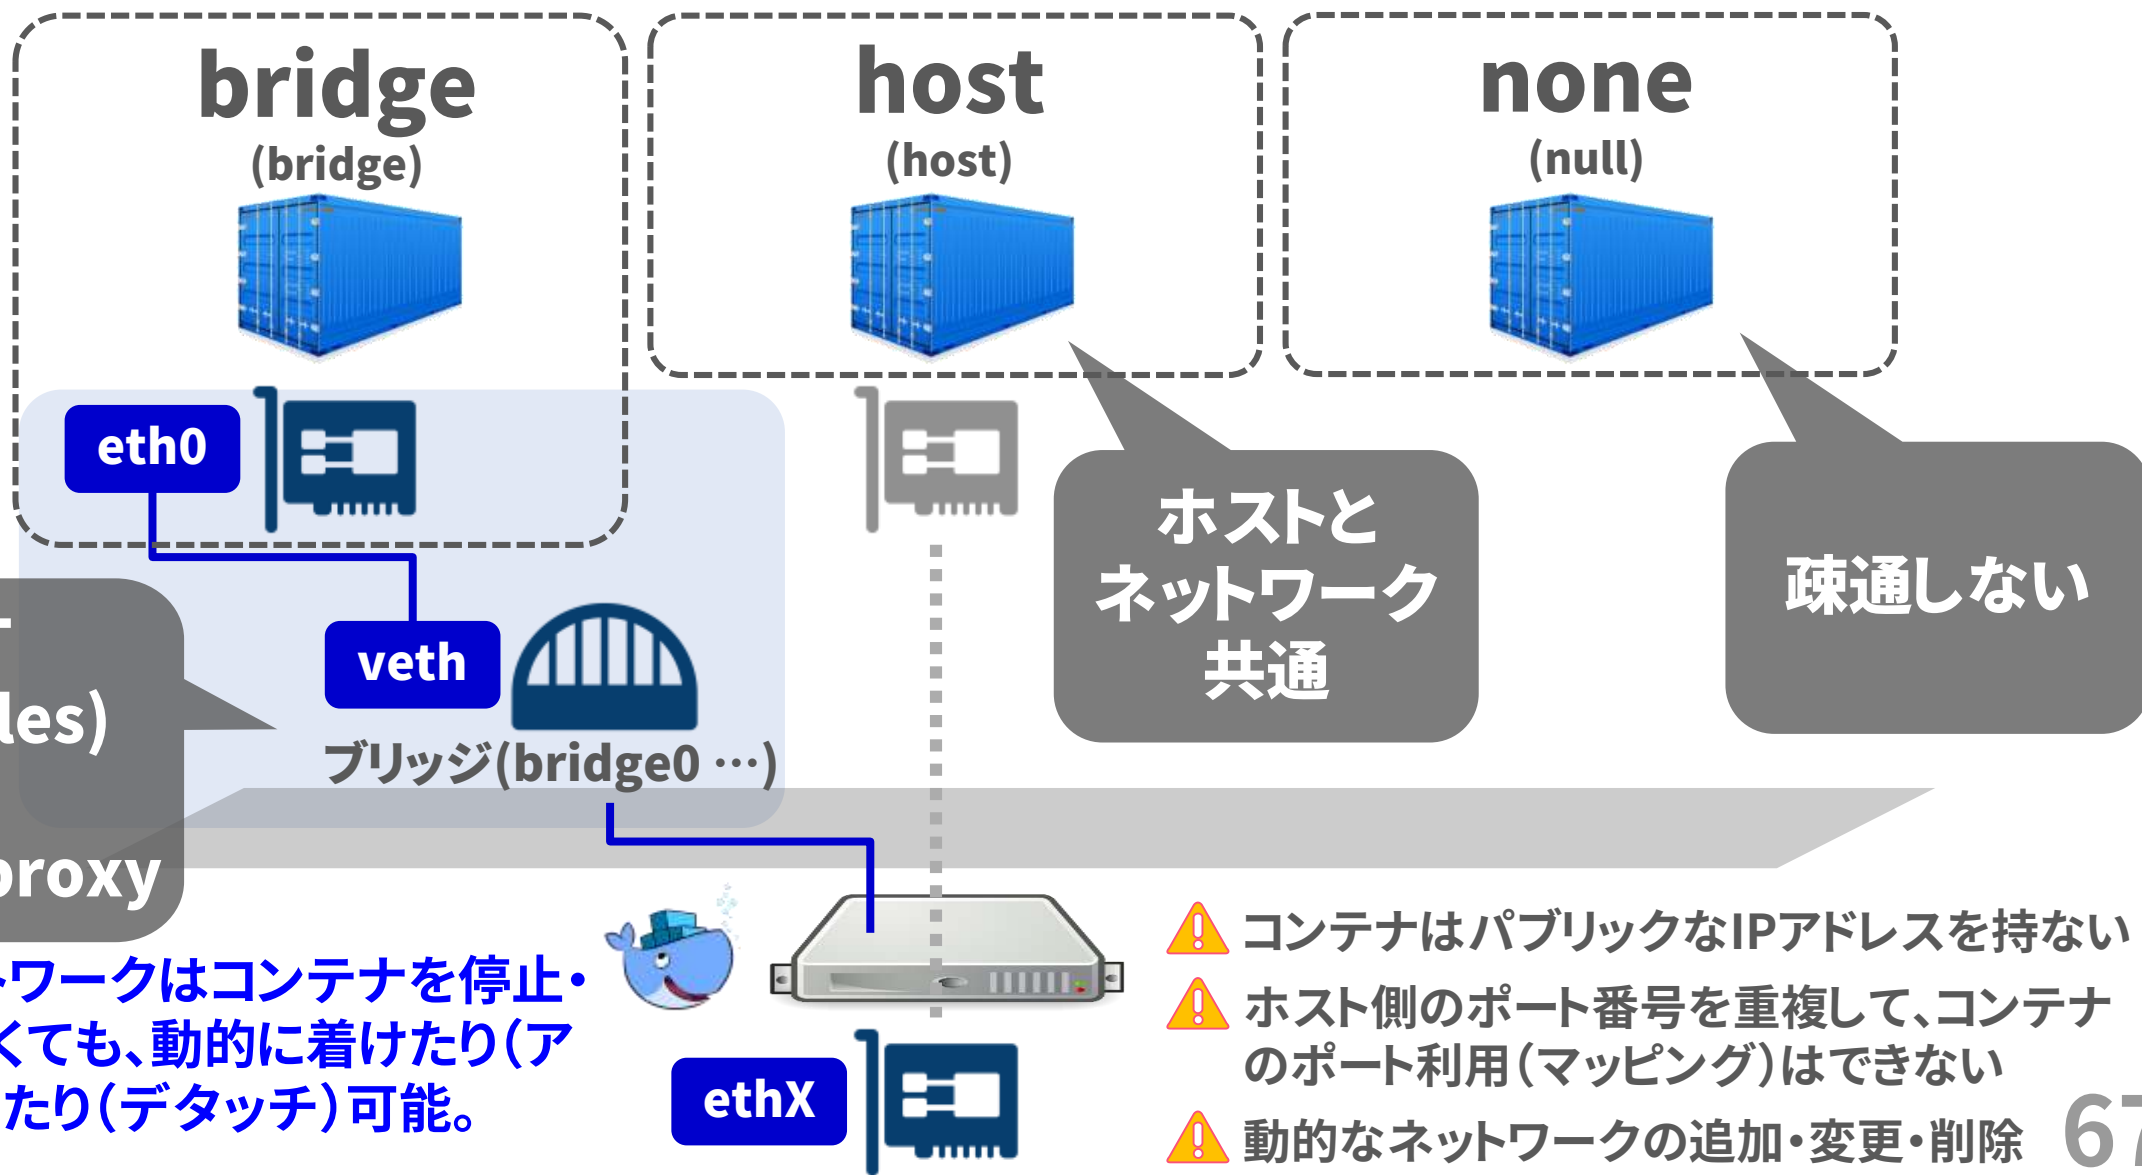 bridge
(bridge)
host
(host)
none
(null)
eth0
veth
ブリッジ(bridge0 …)
les)
proxy
ホストと
ネットワーク
共通
疎通しない
トワークはコンテナを停止・
くても、動的に着けたり（ア
たり（デタッチ）可能。
ethX
コンテナはパブリックなIPアドレスを持ない
ホスト側のポート番号を重複して、コンテナ
のポート利用（マッピング）はできない
動的なネットワークの追加・変更・削除
67